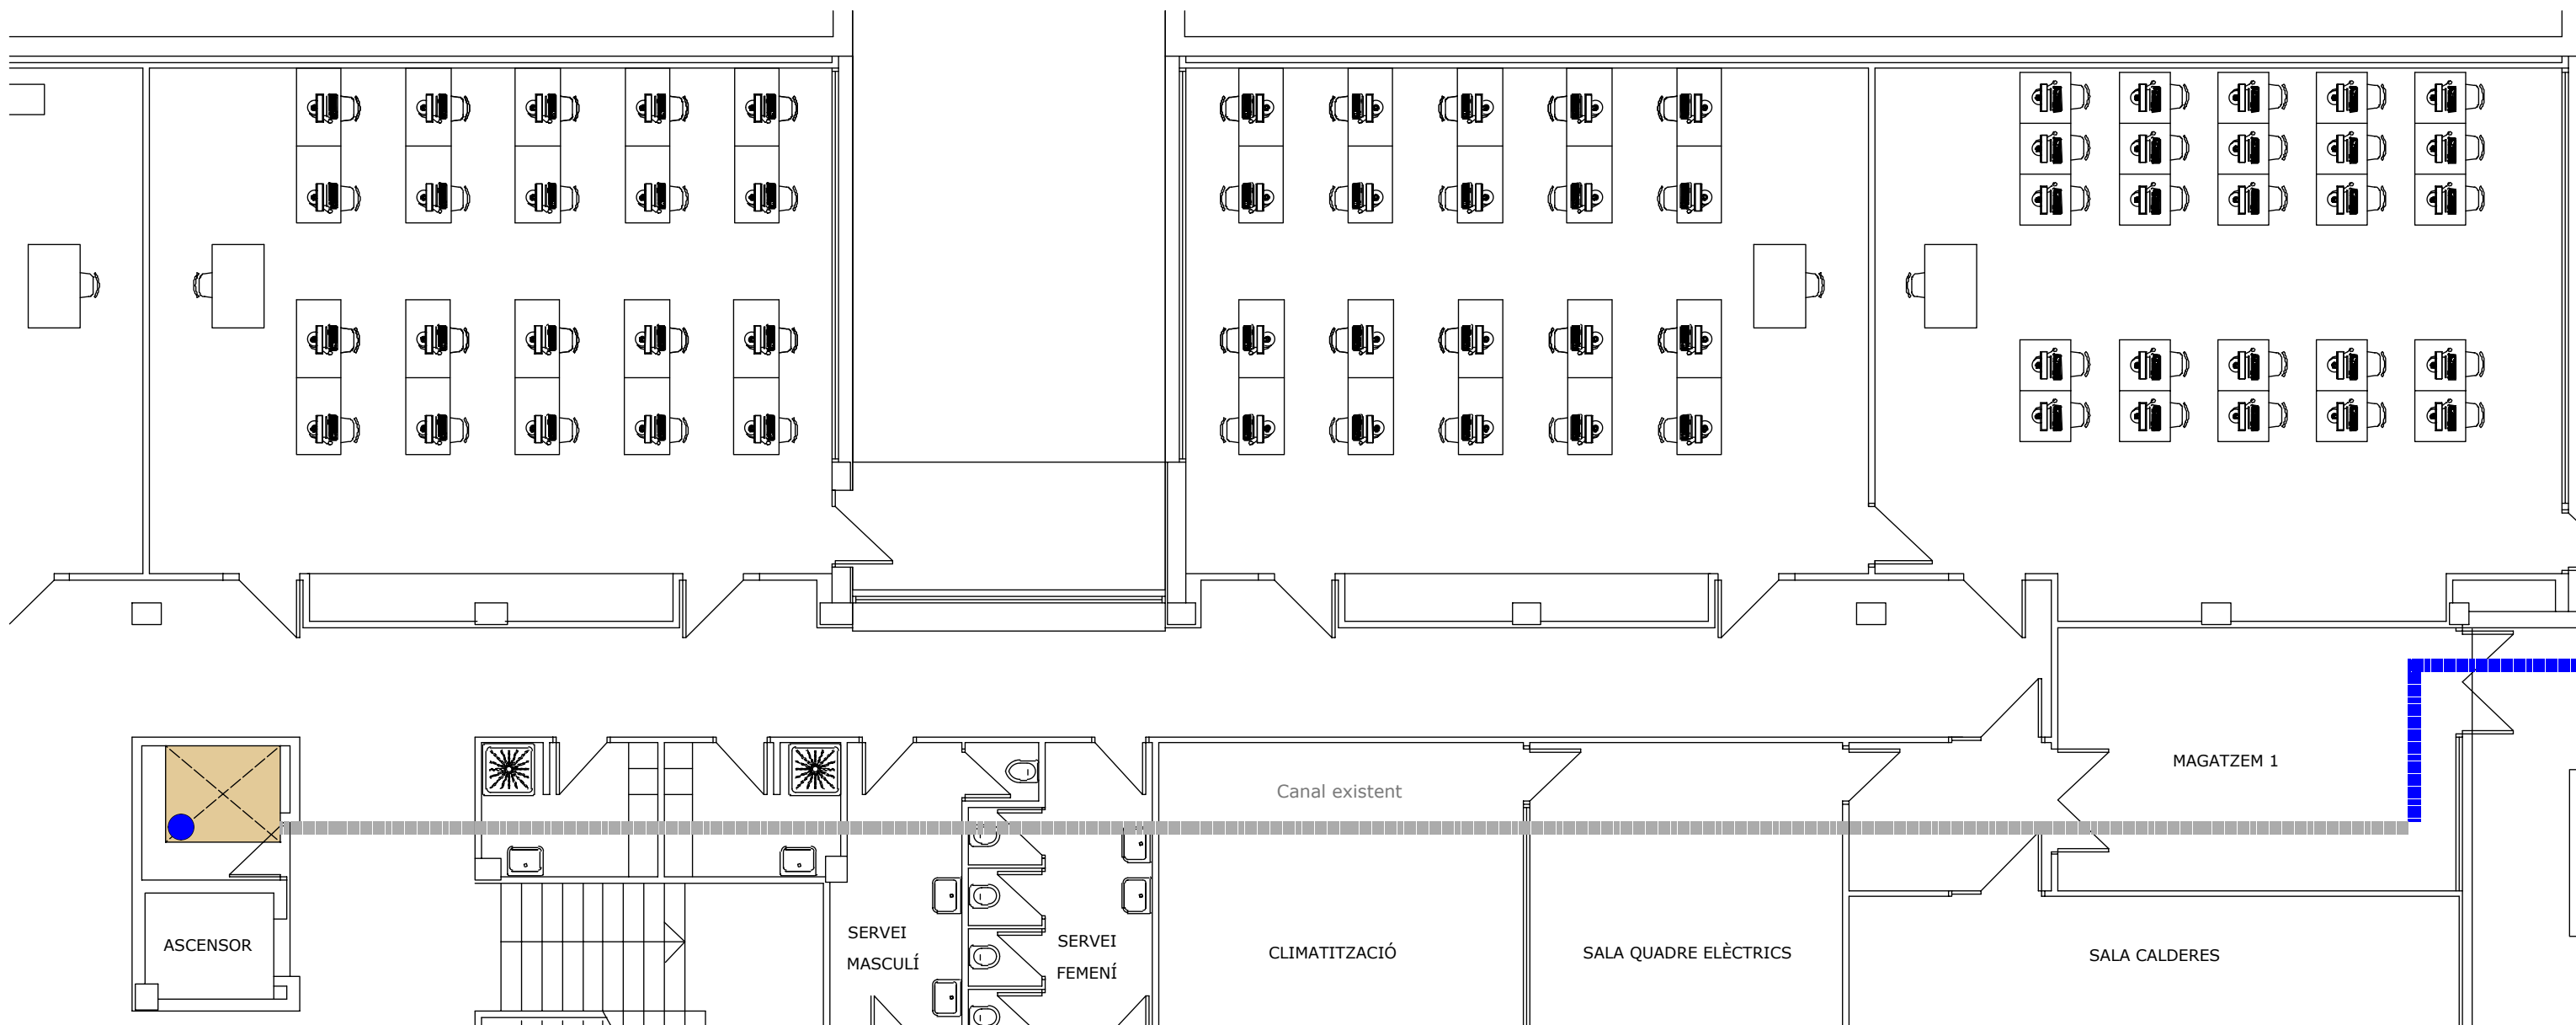 Canal existent
MAGATZEM 1
ASCENSOR
SERVEI
MASCULÍ
SERVEI
FEMENÍ
CLIMATITZACIÓ
SALA QUADRE ELÈCTRICS
SALA CALDERES